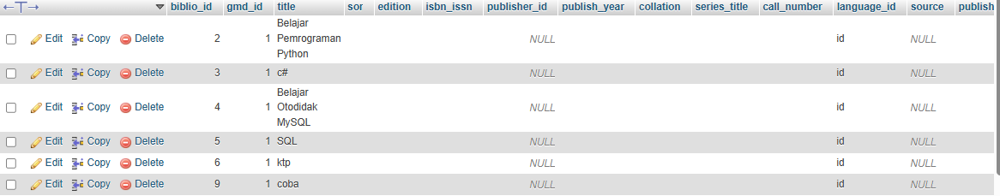 ←T→ biblio_id gmd_id title sor edition isbn_issn publisher_id publish_year collation series_title call_number language_id source publish
Edit Copy Delete 2 1 Belajar Pemrograman Python NULL id NULL
Edit Copy Delete 3 1 c# NULL id NULL
Edit Copy Delete 4 1 Belajar Otodidak MySQL NULL id NULL
Edit Copy Delete 5 1 SQL NULL id NULL
Edit Copy Delete 6 1 ktp NULL id NULL
Edit Copy Delete 9 1 coba NULL id NULL